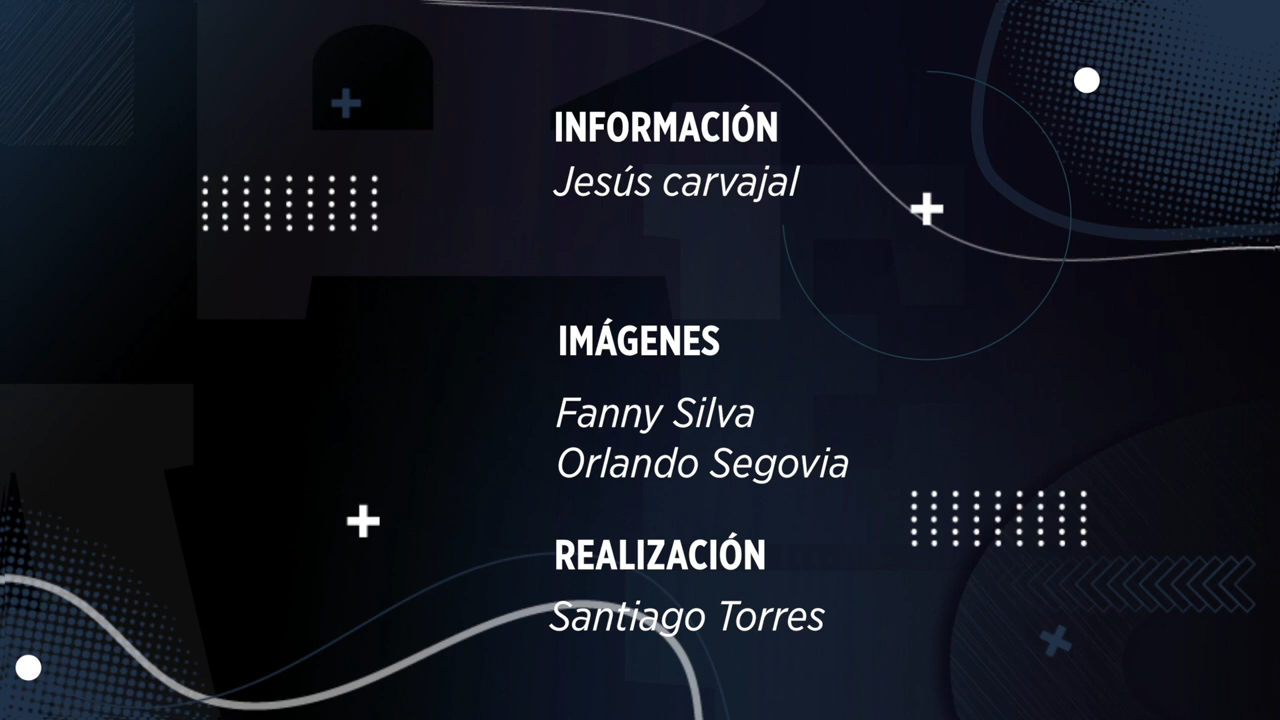 INFORMACIÓN
Jesús carvajal
IMÁGENES
Fanny Silva
Orlando Segovia
REALIZACIÓN
Santiago Torres